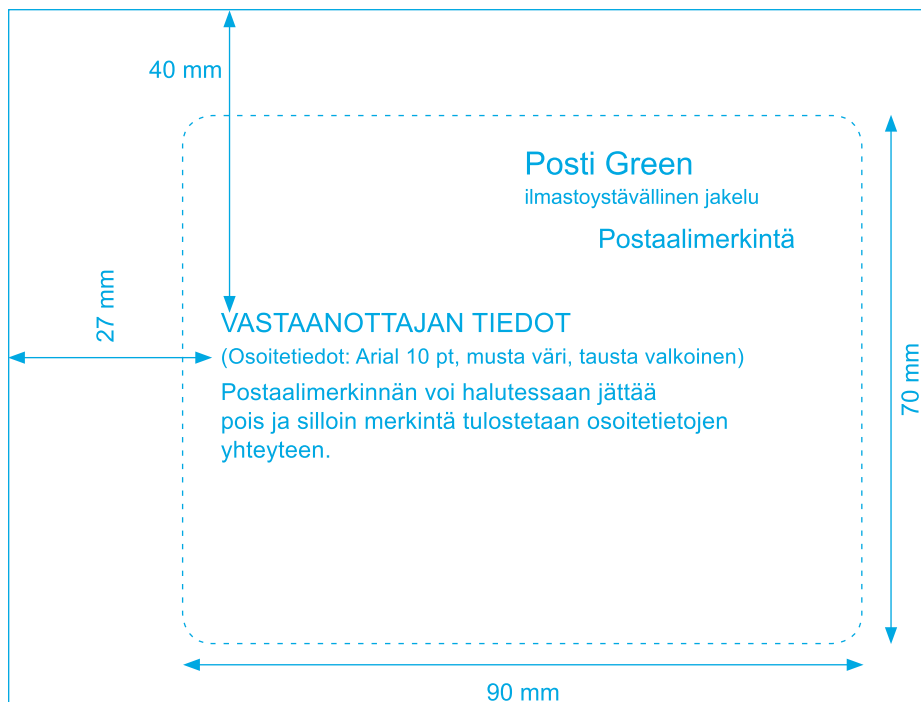 40 mm
Posti Green
ilmastoystävällinen jakelu
Postaalimerkintä
27 mm
VASTAANOTTAJAN TIEDOT
(Osoitetiedot: Arial 10 pt, musta väri, tausta valkoinen)
Postaalimerkinnän voi halutessaan jättää
pois ja silloin merkintä tulostetaan osoitetietojen
yhteyteen.
70 mm
90 mm